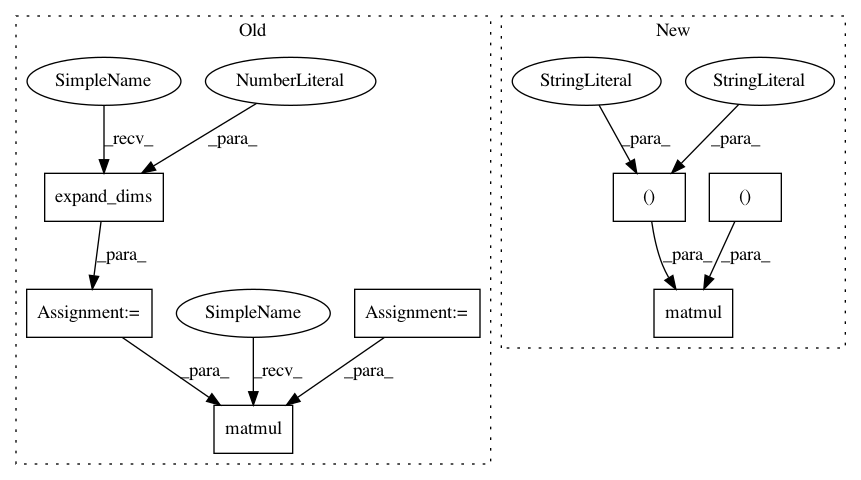 Old
New
SimpleName
NumberLiteral
StringLiteral
StringLiteral
_recv_
_para_
_para_
_para_
expand_dims
()
()
_para_
_para_
_para_
Assignment:=
SimpleName
Assignment:=
matmul
_para_
_recv_
_para_
matmul